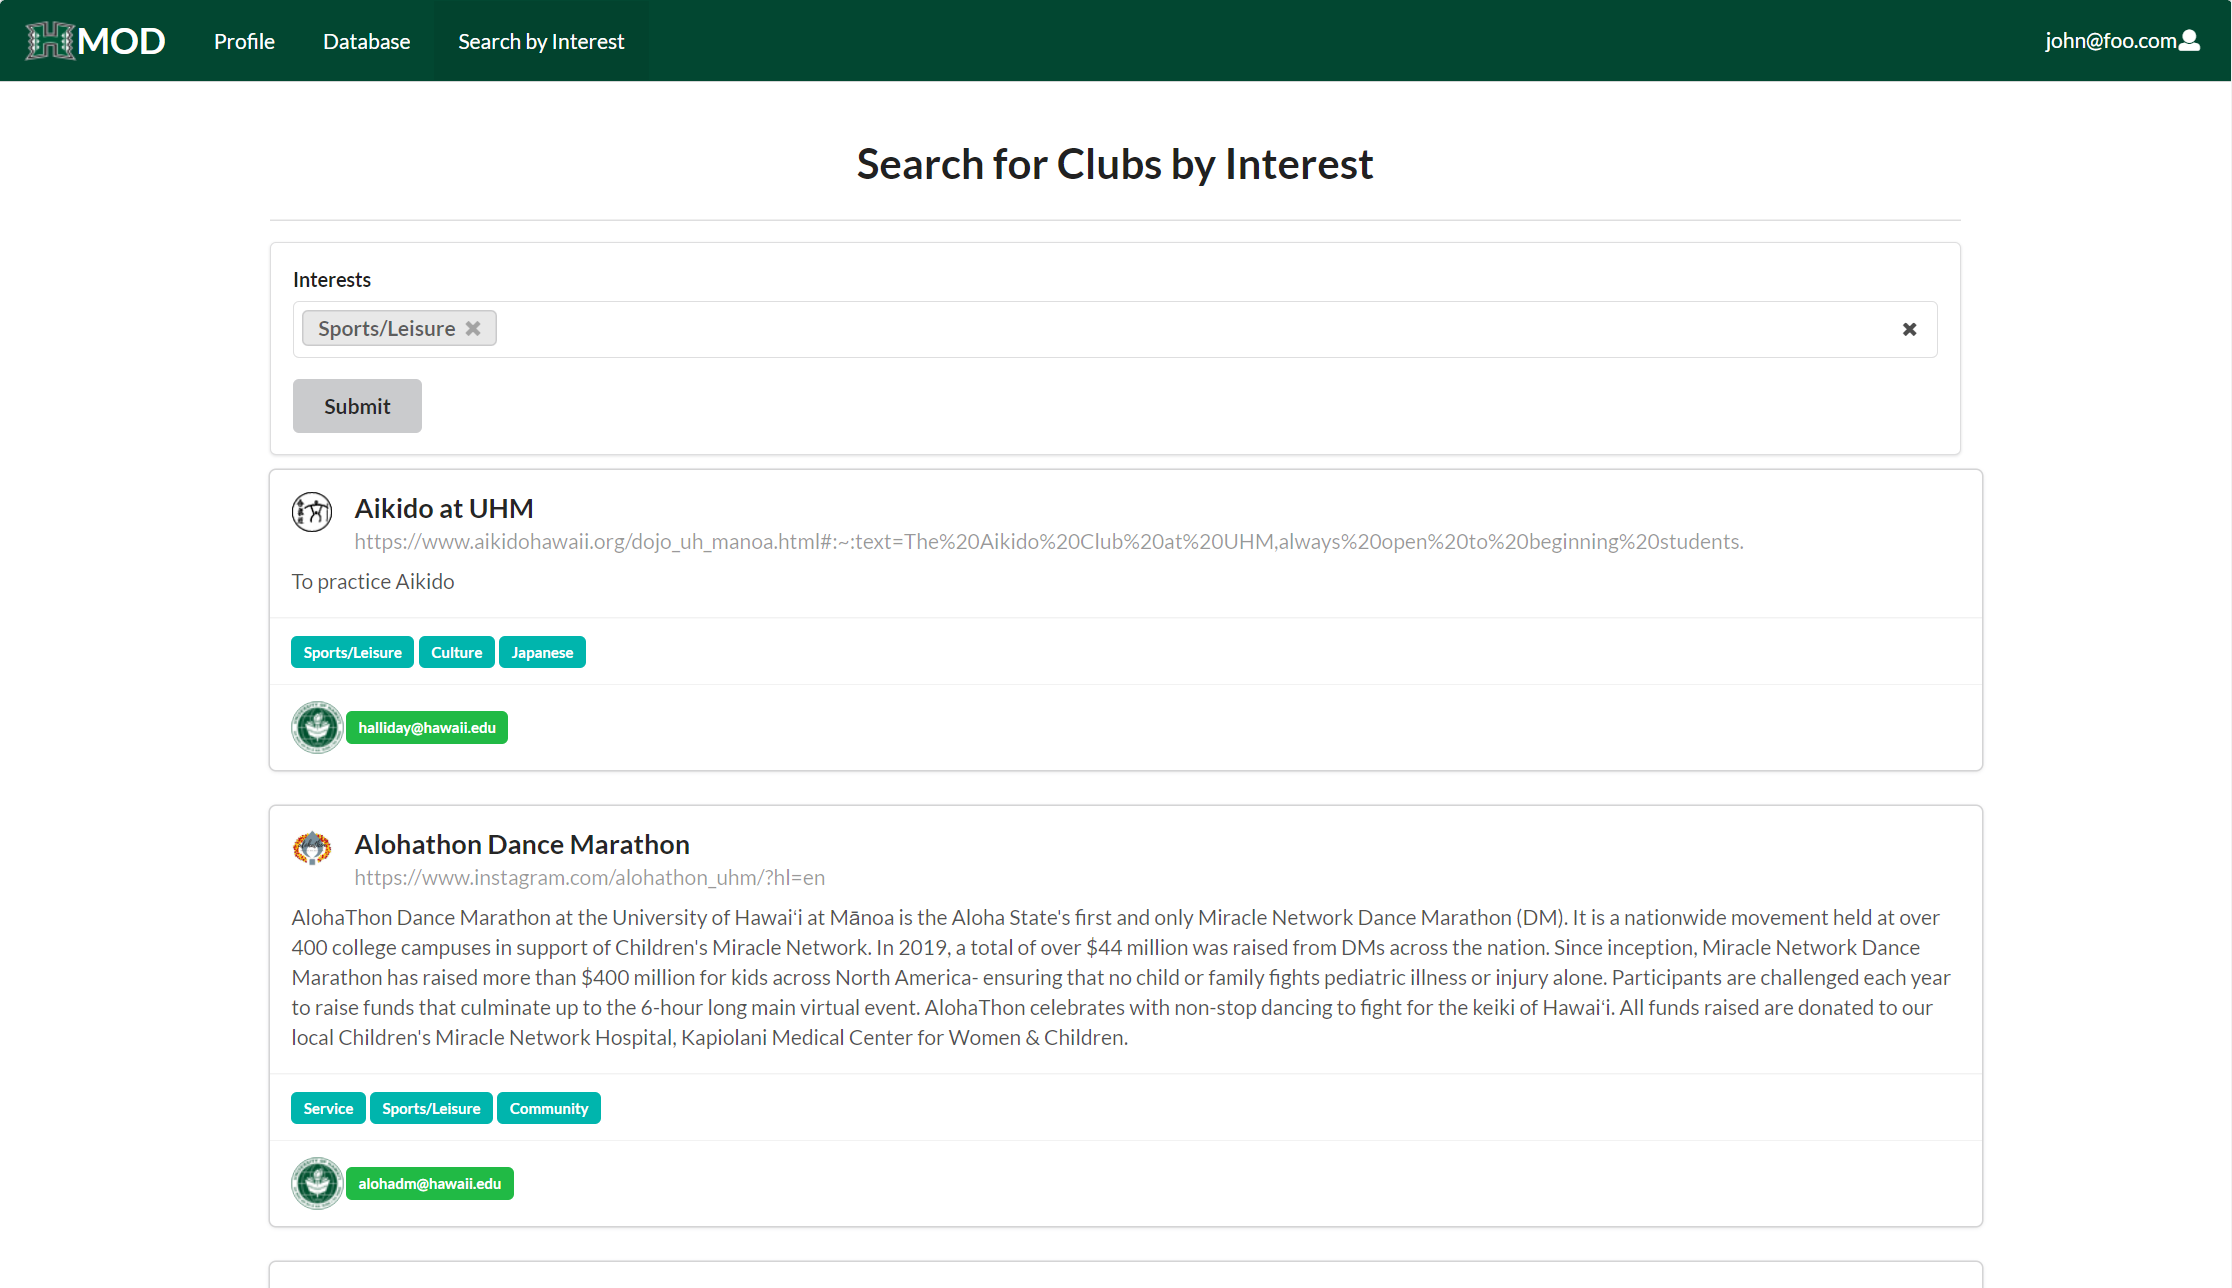 MOD
Profile
Database
Search by Interest
john@foo.com
Search for Clubs by Interest
Interests
Sports/Leisure
Submit
Aikido at UHM
https://www.aikidohawaii.org/dojo_uh_manoa.html#:~:text=The%20Aikido%20Club%20at%20UHM,always%20open%20to%20beginning%20students.
To practice Aikido
Sports/Leisure Culture Japanese
halliday@hawaii.edu
Alohathon Dance Marathon
https://www.instagram.com/alohathon_uhm/?hl=en
AlohaThon Dance Marathon at the University of Hawaiʻi at Mānoa is the Aloha State's first and only Miracle Network Dance Marathon (DM). It is a nationwide movement held at over
400 college campuses in support of Children's Miracle Network. In 2019, a total of over $44 million was raised from DMs across the nation. Since inception, Miracle Network Dance
Marathon has raised more than $400 million for kids across North America- ensuring that no child or family fights pediatric illness or injury alone. Participants are challenged each year
to raise funds that culminate up to the 6-hour long main virtual event. AlohaThon celebrates with non-stop dancing to fight for the keiki of Hawaiʻi. All funds raised are donated to our
local Children's Miracle Network Hospital, Kapiolani Medical Center for Women & Children.
Service Sports/Leisure Community
alohadm@hawaii.edu